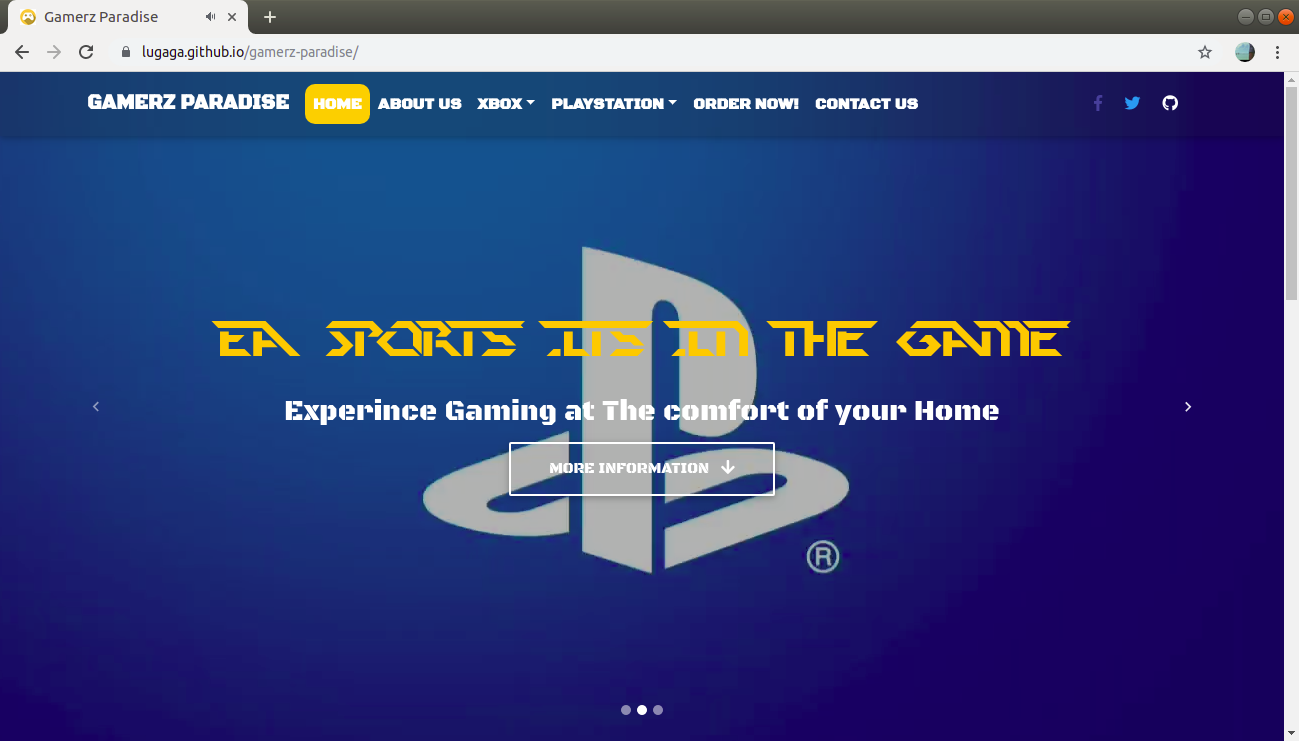 Gamerz Paradise
lugaga.github.io/gamerz-paradise/
GAMERZ PARADISE HOME ABOUT US XBOX PLAYSTATION ORDER NOW! CONTACT US
EA SPORTS ITS IN THE GAME
Experince Gaming at The comfort of your Home
MORE INFORMATION
®